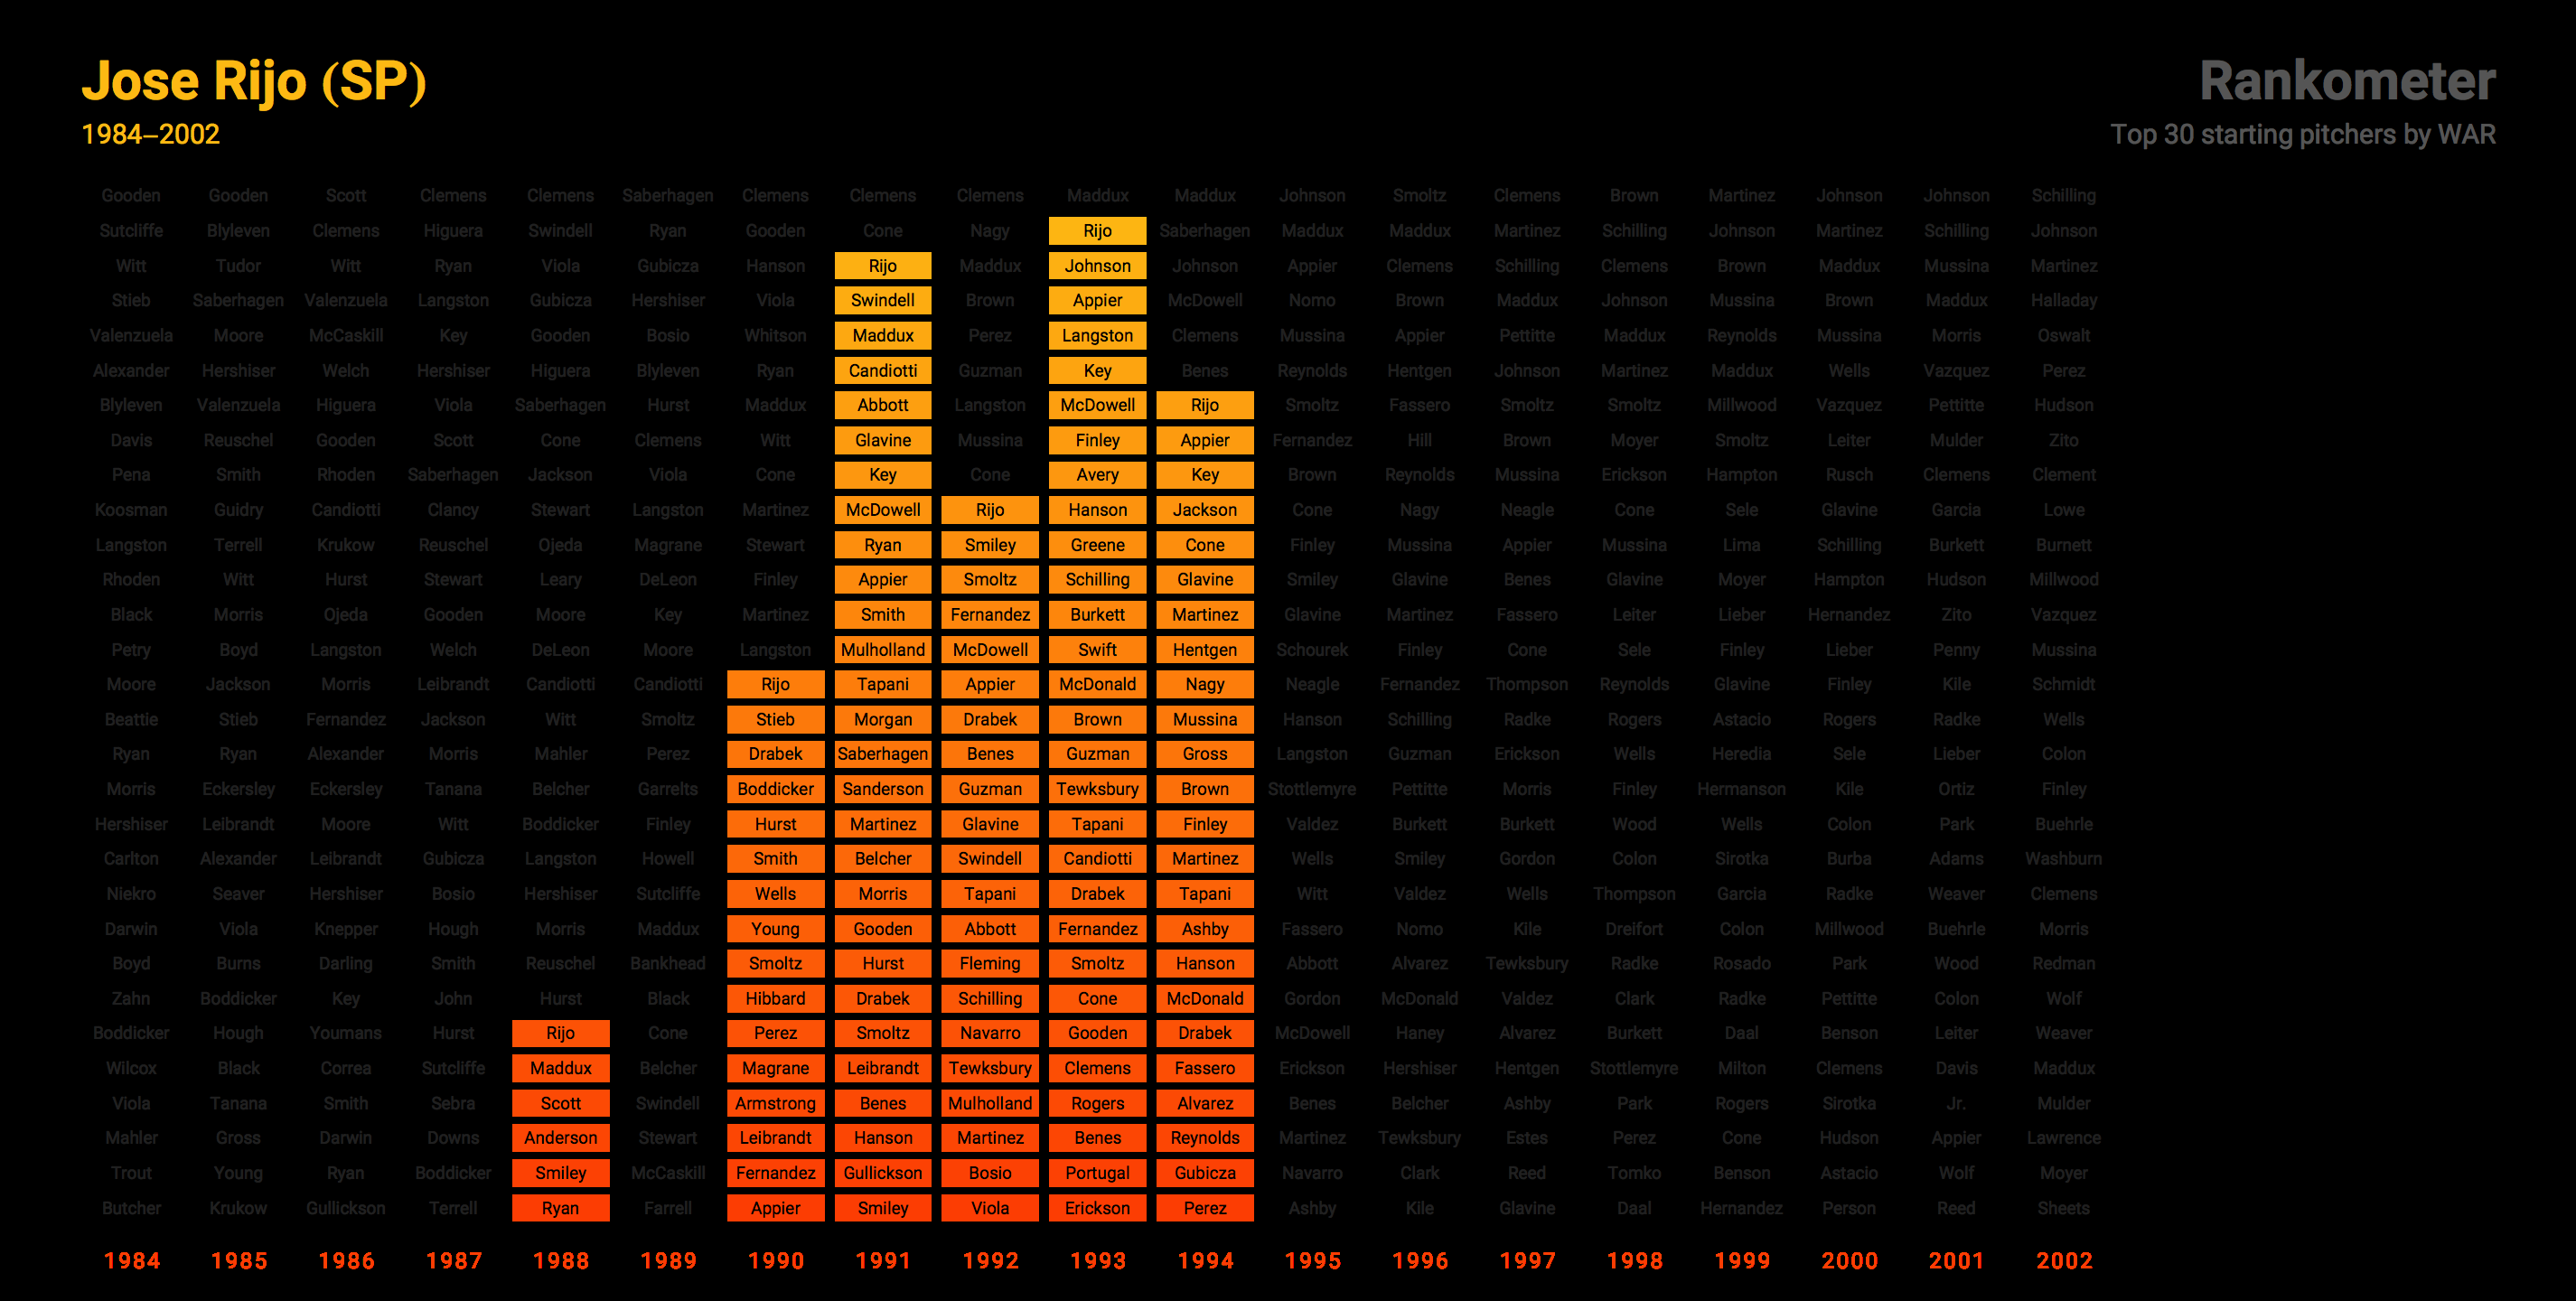 Jose Rijo (SP)
1984–2002
Rankometer
Top 30 starting pitchers by WAR
Gooden Gooden Scott Clemens Clemens Saberhagen Clemens Clemens Clemens Maddux Maddux Johnson Smoltz Clemens Brown Martinez Johnson Johnson Schilling
Sutcliffe Blyleven Clemens Higuera Swindell Ryan Gooden Cone Nagy Rijo Saberhagen Maddux Maddux Martinez Schilling Johnson Martinez Schilling Johnson
Witt Tudor Witt Ryan Viola Gubicza Hanson Rijo Maddux Johnson Johnson Appier Clemens Schilling Clemens Brown Maddux Mussina Martinez
Stieb Saberhagen Valenzuela Langston Gubicza Hershiser Viola Swindell Brown Appier McDowell Nomo Brown Maddux Johnson Mussina Brown Maddux Halladay
Valenzuela Moore McCaskill Key Gooden Bosio Whitson Maddux Perez Langston Clemens Mussina Appier Pettitte Maddux Reynolds Mussina Morris Oswalt
Alexander Hershiser Welch Hershiser Higuera Blyleven Ryan Candiotti Guzman Key Benes Reynolds Hentgen Johnson Martinez Maddux Wells Vazquez Perez
Blyleven Valenzuela Higuera Viola Saberhagen Hurst Maddux Abbott Langston McDowell Rijo Smoltz Fassero Smoltz Smoltz Millwood Vazquez Pettitte Hudson
Davis Reuschel Gooden Scott Cone Clemens Witt Glavine Mussina Finley Appier Fernandez Hill Brown Moyer Smoltz Leiter Mulder Zito
Pena Smith Rhoden Saberhagen Jackson Viola Cone Key Cone Avery Key Brown Reynolds Mussina Erickson Hampton Rusch Clemens Clement
Koosman Guidry Candiotti Clancy Stewart Langston Martinez McDowell Rijo Hanson Jackson Cone Nagy Neagle Cone Sele Glavine Garcia Lowe
Langston Terrell Krukow Reuschel Ojeda Magrane Stewart Ryan Smiley Greene Cone Finley Mussina Appier Mussina Lima Schilling Burkett Burnett
Rhoden Witt Hurst Stewart Leary DeLeon Finley Appier Smoltz Schilling Glavine Smiley Glavine Benes Glavine Moyer Hampton Hudson Millwood
Black Morris Ojeda Gooden Moore Key Martinez Smith Fernandez Burkett Martinez Glavine Martinez Fassero Leiter Lieber Hernandez Zito Vazquez
Petry Boyd Langston Welch DeLeon Moore Langston Mulholland McDowell Swift Hentgen Schourek Finley Cone Sele Finley Lieber Penny Mussina
Moore Jackson Morris Leibrandt Candiotti Candiotti Rijo Tapani Appier McDonald Nagy Neagle Fernandez Thompson Reynolds Glavine Finley Kile Schmidt
Beattie Stieb Fernandez Jackson Witt Smoltz Stieb Morgan Drabek Brown Mussina Hanson Schilling Radke Rogers Astacio Rogers Radke Wells
Ryan Ryan Alexander Morris Mahler Perez Drabek Saberhagen Benes Guzman Gross Langston Guzman Erickson Wells Heredia Sele Lieber Colon
Morris Eckersley Eckersley Tanana Belcher Garrelts Boddicker Sanderson Guzman Tewksbury Brown Stottlemyre Pettitte Morris Finley Hermanson Kile Ortiz Finley
Hershiser Leibrandt Moore Witt Boddicker Finley Hurst Martinez Glavine Tapani Finley Valdez Burkett Burkett Wood Wells Colon Park Buehrle
Carlton Alexander Leibrandt Gubicza Langston Howell Smith Belcher Swindell Candiotti Martinez Wells Smiley Gordon Colon Sirotka Burba Adams Washburn
Niekro Seaver Hershiser Bosio Hershiser Sutcliffe Wells Morris Tapani Drabek Tapani Witt Valdez Wells Thompson Garcia Radke Weaver Clemens
Darwin Viola Knepper Hough Morris Maddux Young Gooden Abbott Fernandez Ashby Fassero Nomo Kile Dreifort Colon Millwood Buehrle Morris
Boyd Burns Darling Smith Reuschel Bankhead Smoltz Hurst Fleming Smoltz Hanson Abbott Alvarez Tewksbury Radke Rosado Park Wood Redman
Zahn Boddicker Key John Hurst Black Hibbard Drabek Schilling Cone McDonald Gordon McDonald Valdez Clark Radke Pettitte Colon Wolf
Boddicker Hough Youmans Hurst Rijo Cone Perez Smoltz Navarro Gooden Drabek McDowell Haney Alvarez Burkett Daal Benson Leiter Weaver
Wilcox Black Correa Sutcliffe Maddux Belcher Magrane Leibrandt Tewksbury Clemens Fassero Erickson Hershiser Hentgen Stottlemyre Milton Clemens Davis Maddux
Viola Tanana Smith Sebra Scott Swindell Armstrong Benes Mulholland Rogers Alvarez Benes Belcher Ashby Park Rogers Sirotka Jr. Mulder
Mahler Gross Darwin Downs Anderson Stewart Leibrandt Hanson Martinez Benes Reynolds Martinez Tewksbury Estes Perez Cone Hudson Appier Lawrence
Trout Young Ryan Boddicker Smiley McCaskill Fernandez Gullickson Bosio Portugal Gubicza Navarro Clark Reed Tomko Benson Astacio Wolf Moyer
Butcher Krukow Gullickson Terrell Ryan Farrell Appier Smiley Viola Erickson Perez Ashby Kile Glavine Daal Hernandez Person Reed Sheets
1984 1985 1986 1987 1988 1989 1990 1991 1992 1993 1994 1995 1996 1997 1998 1999 2000 2001 2002